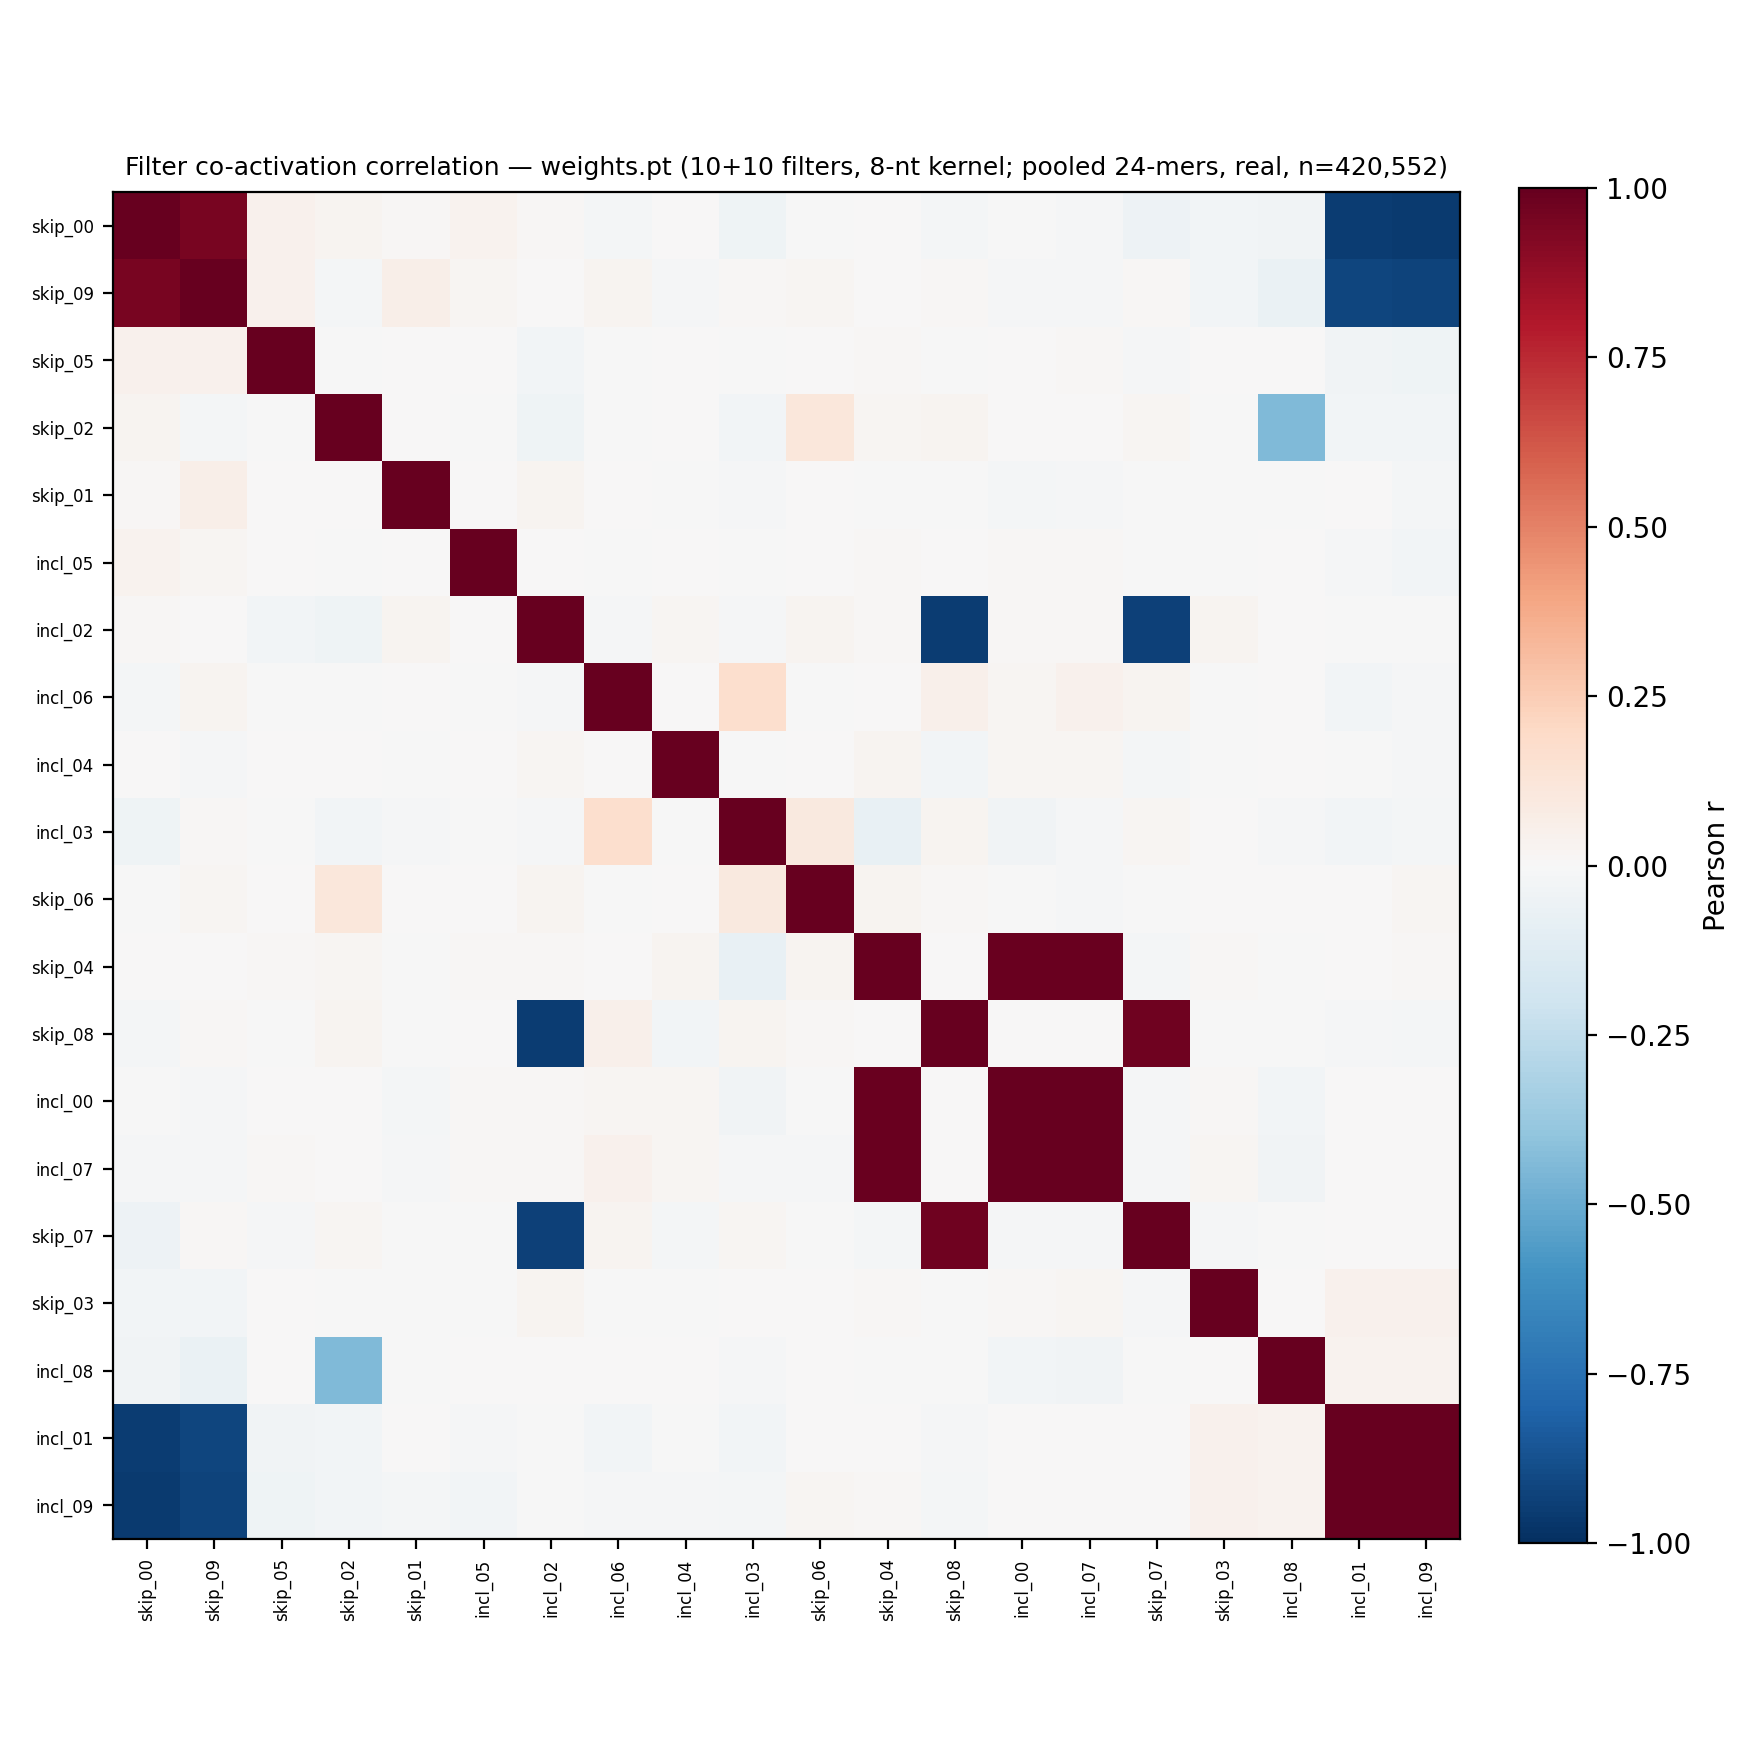 Filter co-activation correlation — weights.pt (10+10 filters, 8-nt kernel; pooled 24-mers, real, n=420,552)
skip_00
skip_09
skip_05
skip_02
skip_01
incl_05
incl_02
incl_06
incl_04
incl_03
skip_06
skip_04
skip_08
incl_00
incl_07
skip_07
skip_03
incl_08
incl_01
incl_09
skip_00
skip_09
skip_05
skip_02
skip_01
incl_05
incl_02
incl_06
incl_04
incl_03
skip_06
skip_04
skip_08
incl_00
incl_07
skip_07
skip_03
incl_08
incl_01
incl_09
1.00
0.75
0.50
0.25
0.00
−0.25
−0.50
−0.75
−1.00
Pearson r